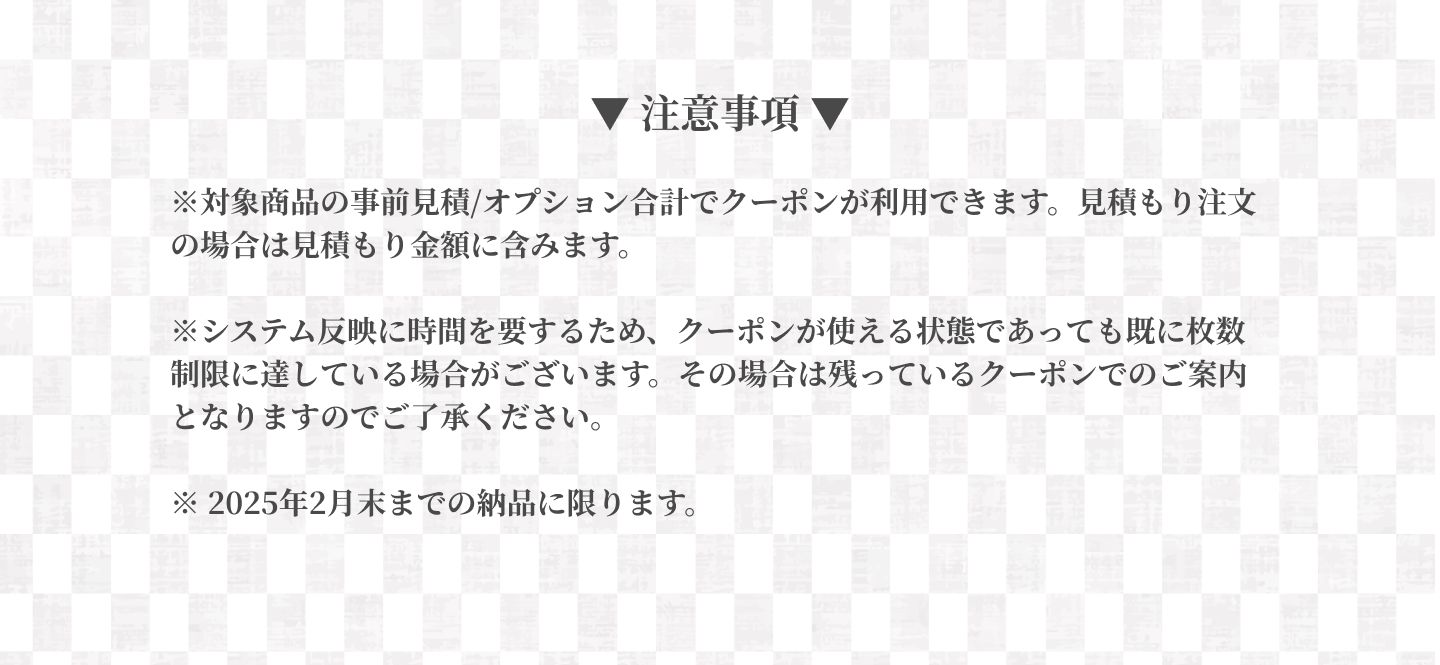 ▼ 注意事項 ▼
※対象商品の事前見積/オプション合計でクーポンが利用できます。見積もり注文
の場合は見積もり金額に含みます。
※システム反映に時間を要するため、クーポンが使える状態であっても既に枚数
制限に達している場合がございます。その場合は残っているクーポンでのご案内
となりますのでご了承ください。
※ 2025年2月末までの納品に限ります。